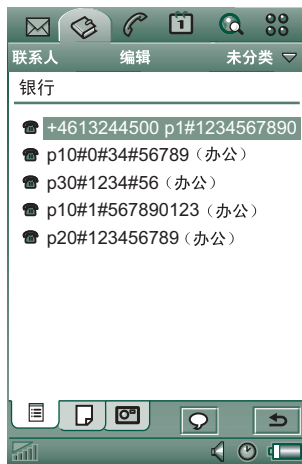 1
联系人 编辑 未分类
银行
+4613244500 p1#1234567890
p10#0#34#56789（办公）
p30#1234#56（办公）
p10#1#567890123（办公）
p20#123456789（办公）